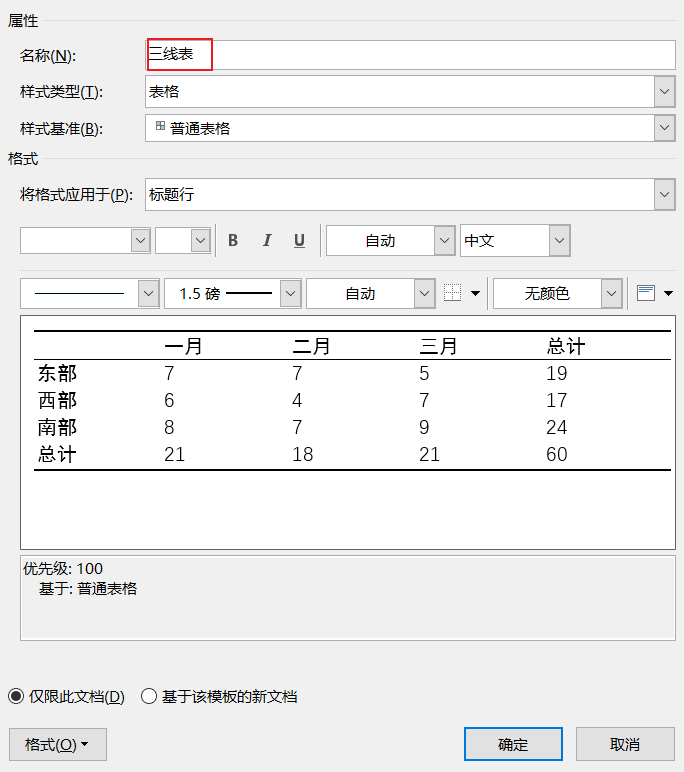 属性
名称(N): 三线表
样式类型(T): 表格
样式基准(B): 普通表格
格式
将格式应用于(P): 标题行
B I U 自动 中文
1.5 磅 自动 无颜色
一月 二月 三月 总计
东部 7 7 5 19
西部 6 4 7 17
南部 8 7 9 24
总计 21 18 21 60
优先级: 100
基于: 普通表格
仅限此文档(D) 基于该模板的新文档
格式(O) 确定 取消